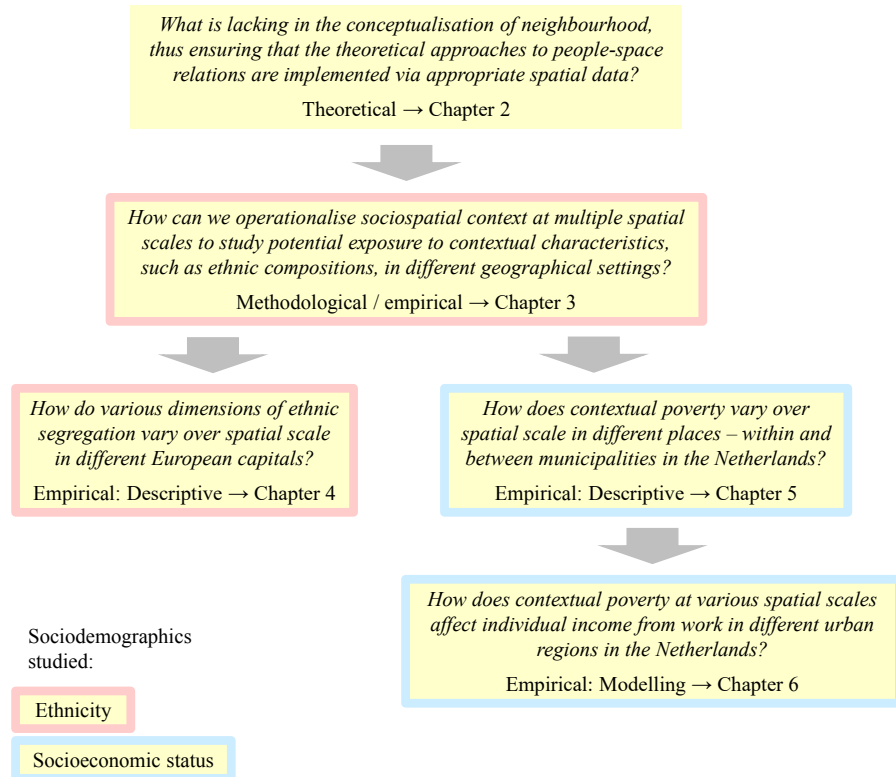 What is lacking in the conceptualisation of neighbourhood,
thus ensuring that the theoretical approaches to people-space
relations are implemented via appropriate spatial data?
Theoretical → Chapter 2
How can we operationalise sociospatial context at multiple spatial
scales to study potential exposure to contextual characteristics,
such as ethnic compositions, in different geographical settings?
Methodological / empirical → Chapter 3
How do various dimensions of ethnic
segregation vary over spatial scale
in different European capitals?
Empirical: Descriptive → Chapter 4
How does contextual poverty vary over
spatial scale in different places – within and
between municipalities in the Netherlands?
Empirical: Descriptive → Chapter 5
How does contextual poverty at various spatial scales
affect individual income from work in different urban
regions in the Netherlands?
Empirical: Modelling → Chapter 6
Sociodemographics
studied:
Ethnicity
Socioeconomic status